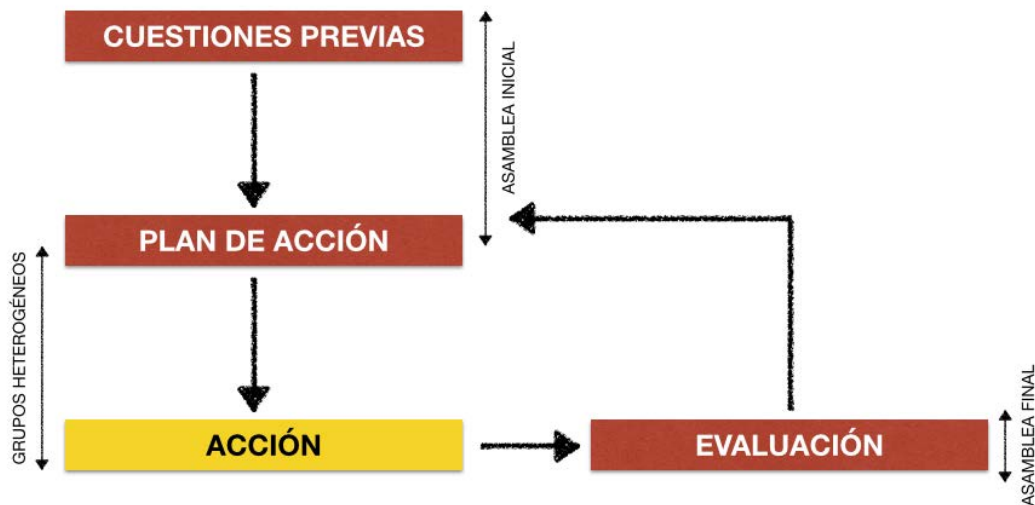 CUESTIONES PREVIAS
ASAMBLEA INICIAL
PLAN DE ACCIÓN
GRUPOS HETEROGÉNEOS
ACCIÓN
EVALUACIÓN
ASAMBLEA FINAL